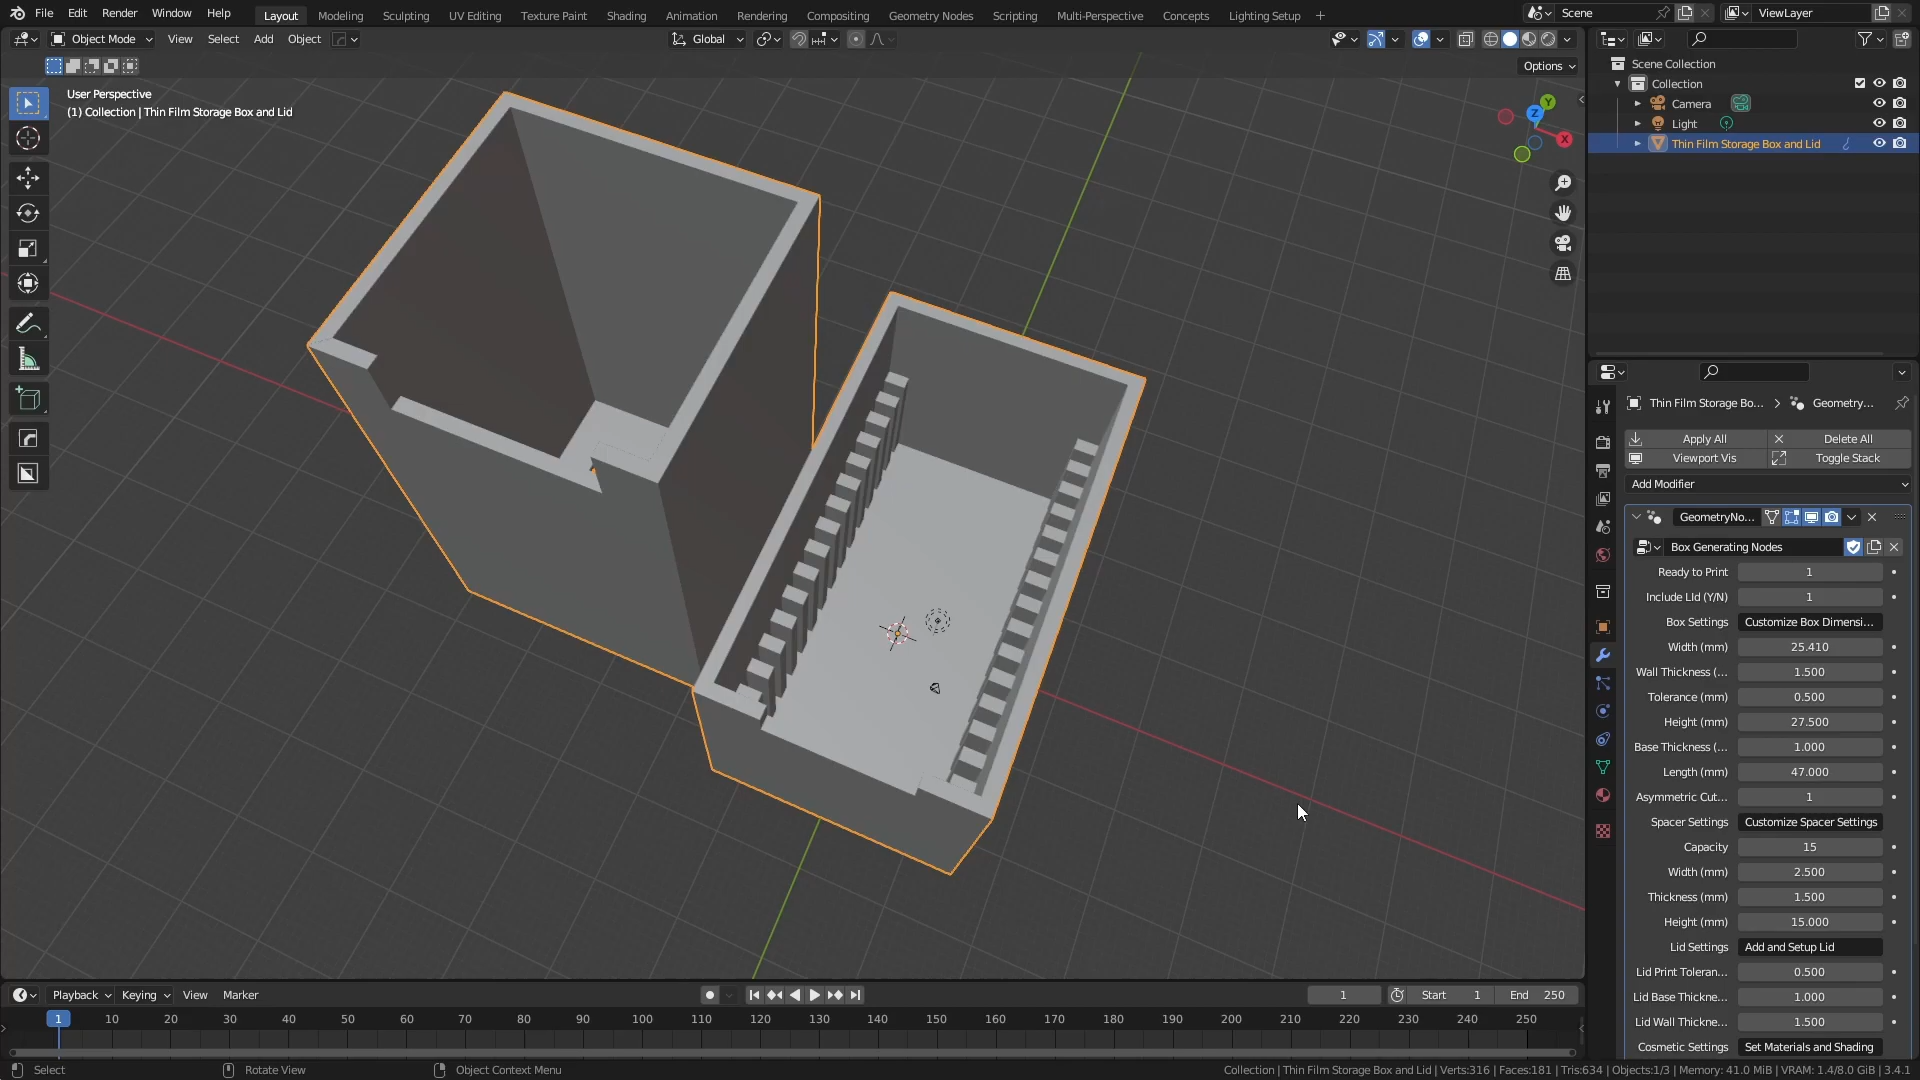 File Edit Render Window Help Layout Modeling Sculpting UV Editing Texture Paint Shading Animation Rendering Compositing Geometry Nodes Scripting Multi-Perspective Concepts Lighting Setup + Scene ViewLayer
Object Mode View Select Add Object Global
Options
User Perspective
(1) Collection | Thin Film Storage Box and Lid
Y
Z
X
Scene Collection
Collection
Camera
Light
Thin Film Storage Box and Lid
Thin Film Storage Bo... > Geometry...
Apply All Delete All
Viewport Vis Toggle Stack
Add Modifier
GeometryNo...
Box Generating Nodes
Ready to Print 1
Include LId (Y/N) 1
Box Settings Customize Box Dimensi...
Width (mm) 25.410
Wall Thickness (... 1.500
Tolerance (mm) 0.500
Height (mm) 27.500
Base Thickness (... 1.000
Length (mm) 47.000
Asymmetric Cut... 1
Spacer Settings Customize Spacer Settings
Capacity 15
Width (mm) 2.500
Thickness (mm) 1.500
Height (mm) 15.000
Lid Settings Add and Setup Lid
Lid Print Toleran... 0.500
Lid Base Thickne... 1.000
Lid Wall Thickne... 1.500
Cosmetic Settings Set Materials and Shading
Playback Keying View Marker 1 Start 1 End 250
1 10 20 30 40 50 60 70 80 90 100 110 120 130 140 150 160 170 180 190 200 210 220 230 240 250
Select Rotate View Object Context Menu Collection | Thin Film Storage Box and Lid | Verts:316 | Faces:181 | Tris:634 | Objects:1/3 | Memory: 41.0 MiB | VRAM: 1.4/8.0 GiB | 3.4.1